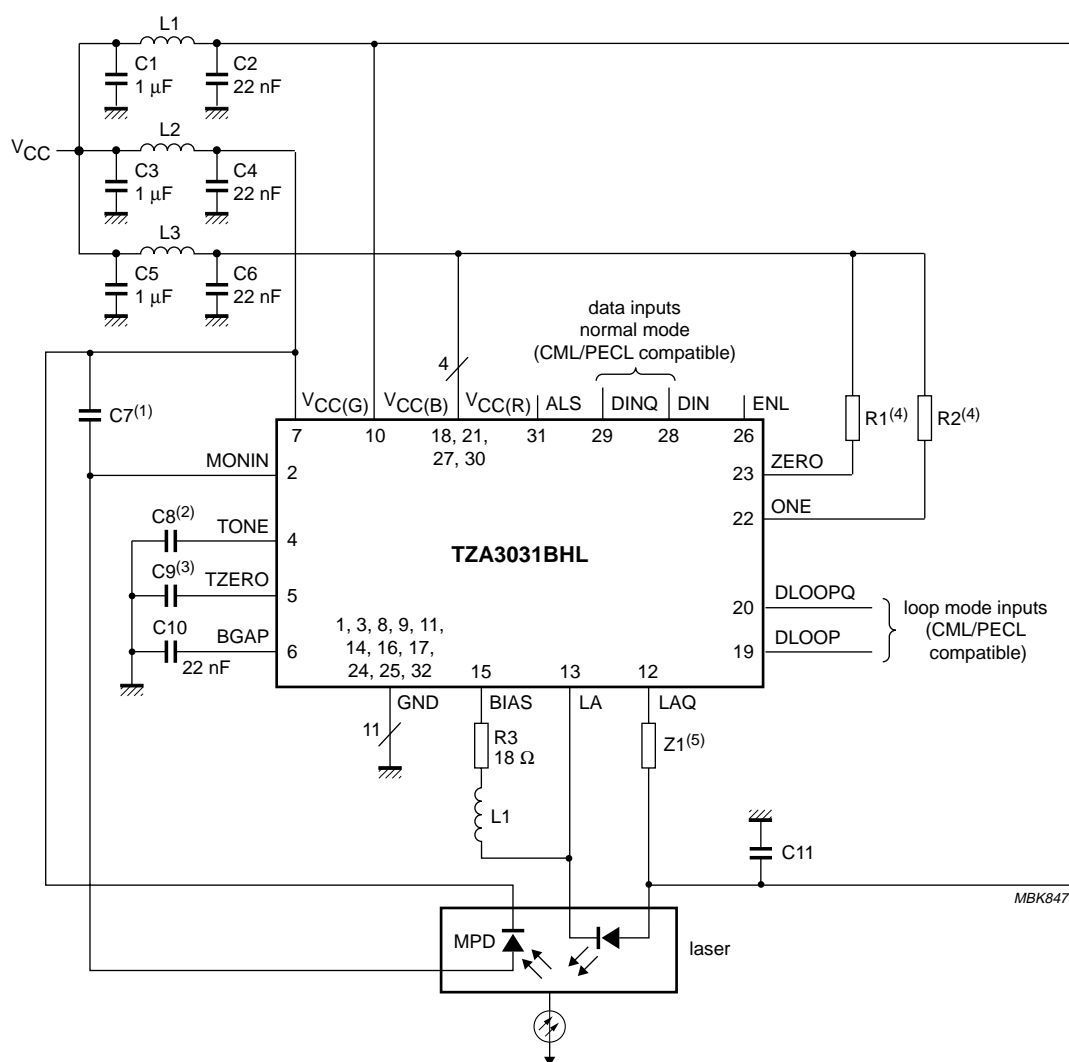 L1
C1
1 μF
C2
22 nF
VCC
L2
C3
1 μF
C4
22 nF
L3
C5
1 μF
C6
22 nF
data inputs
normal mode
(CML/PECL compatible)
4
C7(1)
VCC(G)
VCC(B)
VCC(R)
ALS
DINQ
DIN
ENL
R1(4)
R2(4)
7
10
18, 21,
27, 30
31
29
28
26
MONIN
2
23
ZERO
22
ONE
C8(2)
TONE
4
TZA3031BHL
C9(3)
TZERO
5
20
DLOOPQ
loop mode inputs
(CML/PECL
compatible)
C10
22 nF
BGAP
6
19
DLOOP
1, 3, 8, 9, 11,
14, 16, 17,
24, 25, 32
15
13
12
GND
BIAS
LA
LAQ
11
R3
18 Ω
Z1(5)
L1
C11
MBK847
MPD
laser